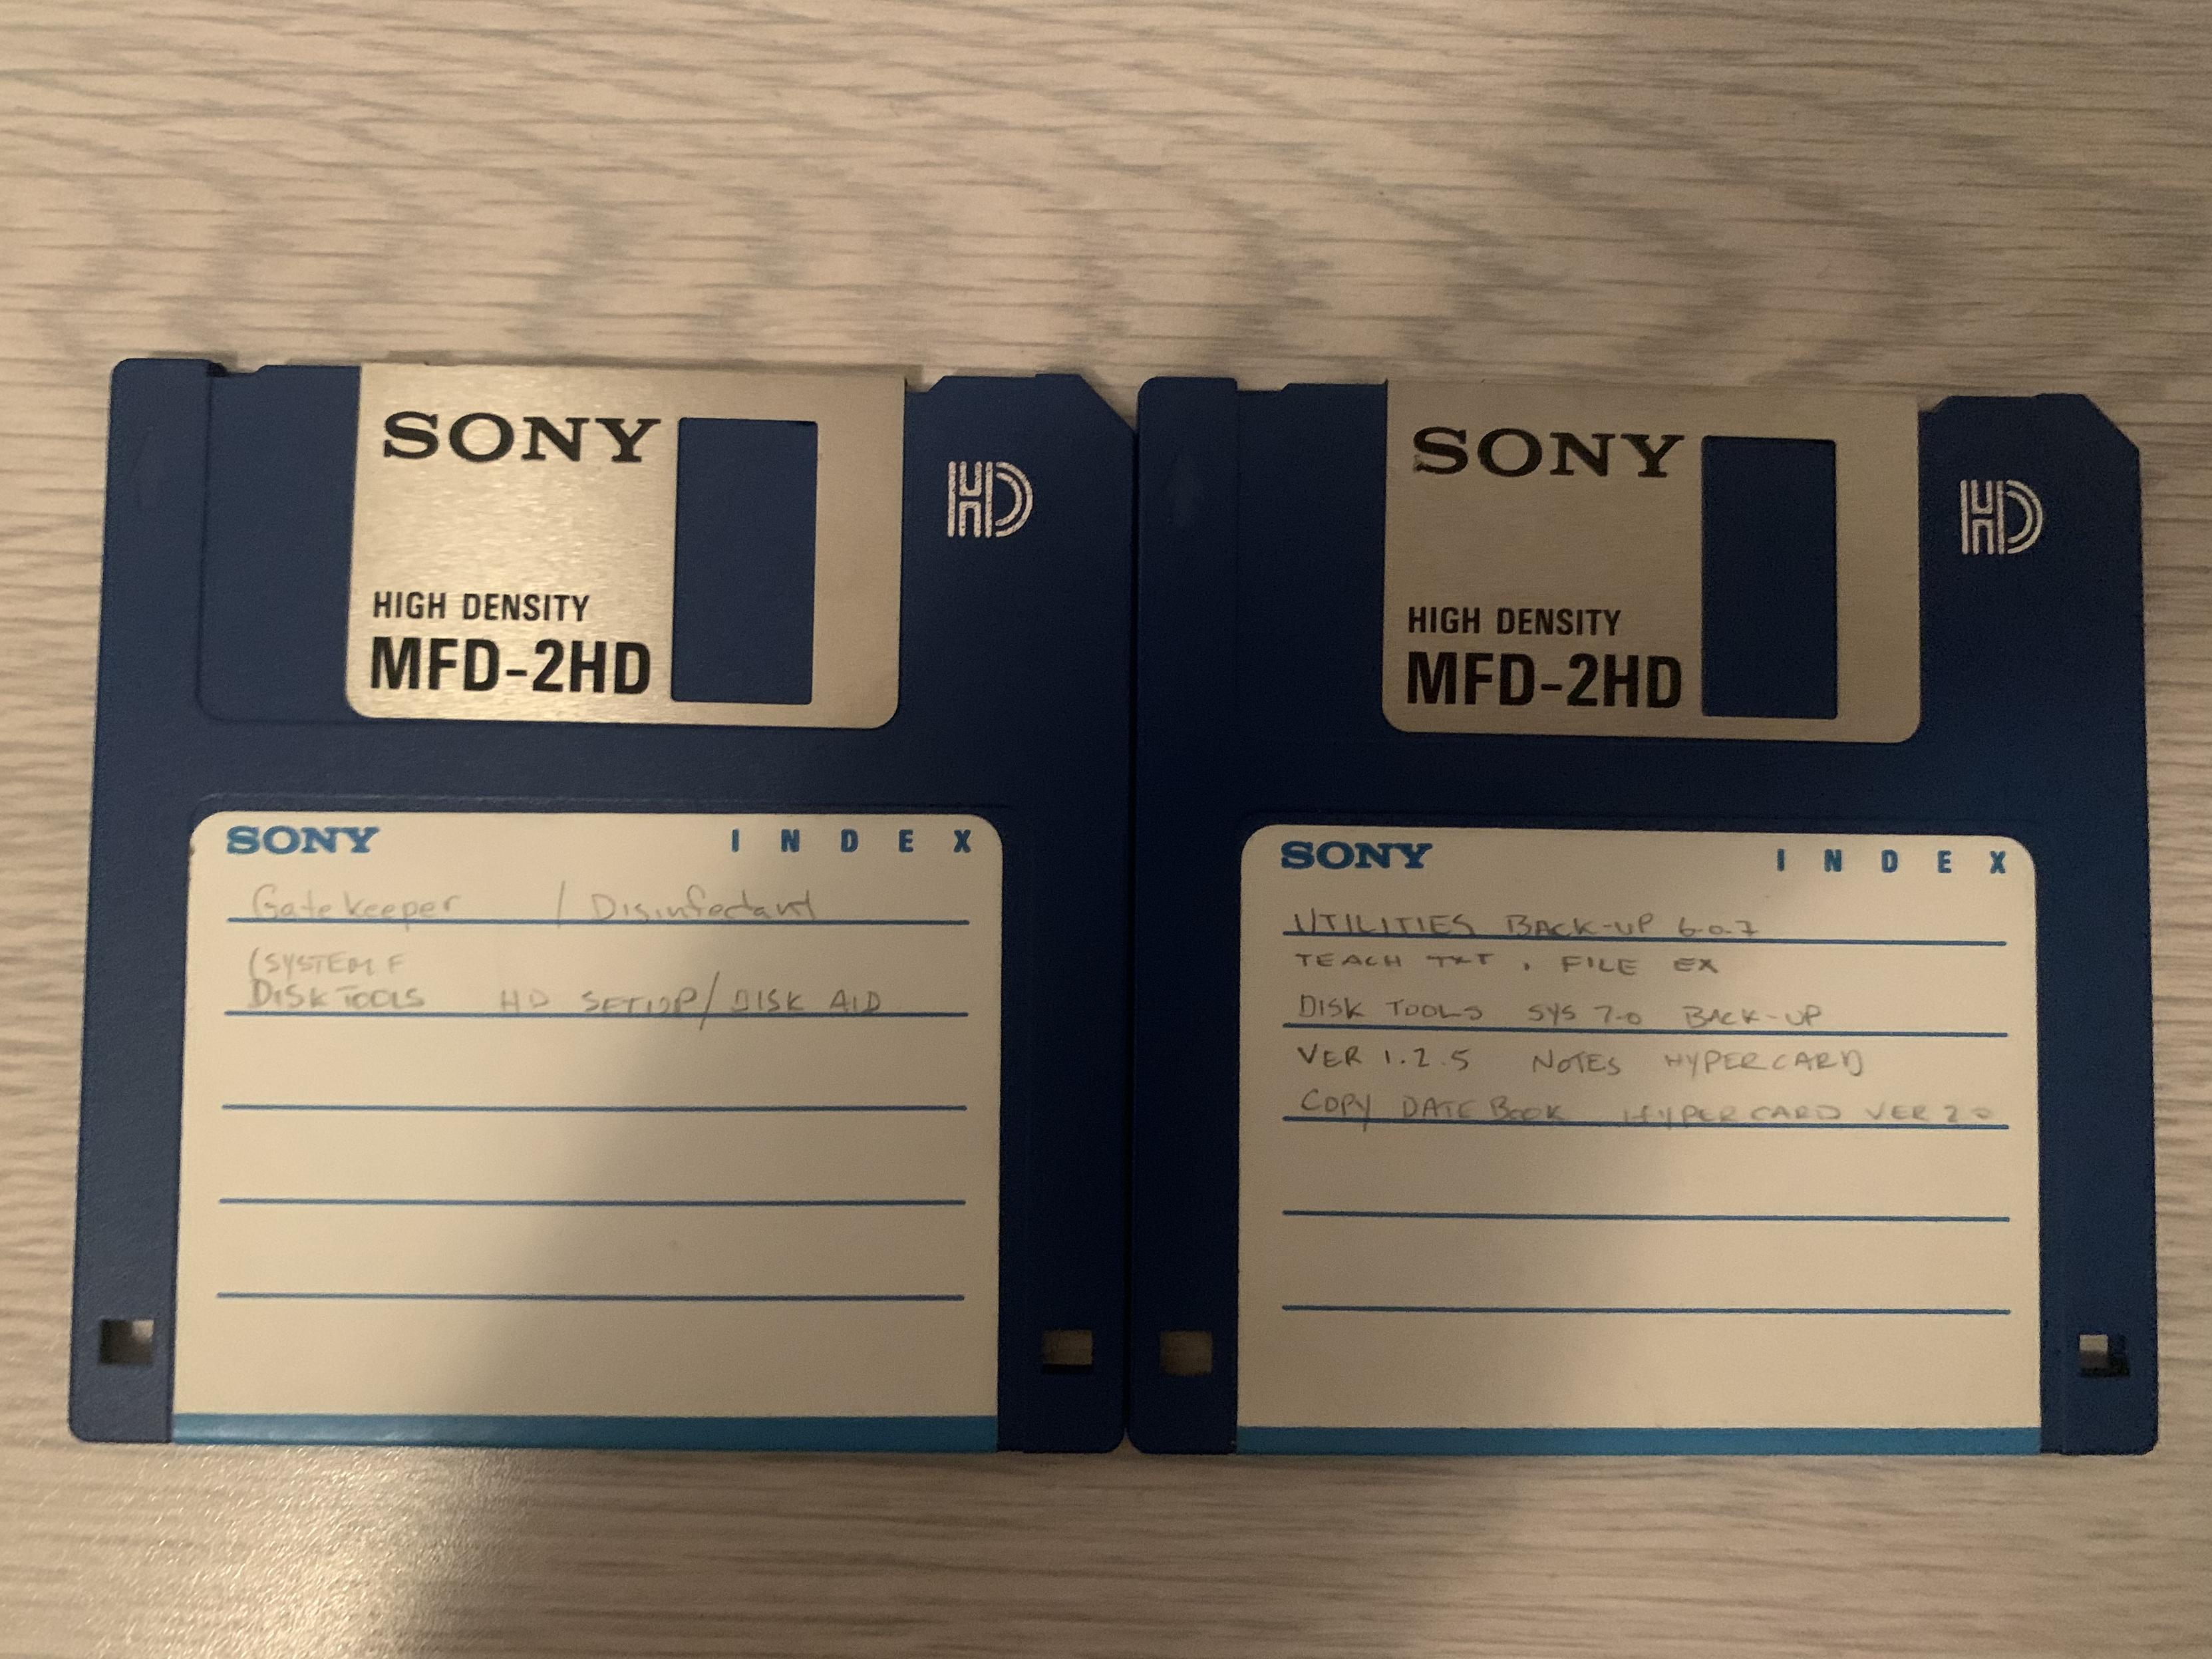 SONY
HD
HIGH DENSITY
MFD-2HD
SONY INDEX
Gatekeeper / Disinfectant
(SYSTEM F
DISK TOOLS HD SETUP/DISK AID
SONY
HD
HIGH DENSITY
MFD-2HD
SONY INDEX
UTILITIES BACK-UP 6.0.7
TEACH TXT, FILE EX
DISK TOOLS SYS 7.0 BACK-UP
VER 1.2.5 NOTES HYPERCARD
COPY DATE BOOK HYPERCARD VER 2.0